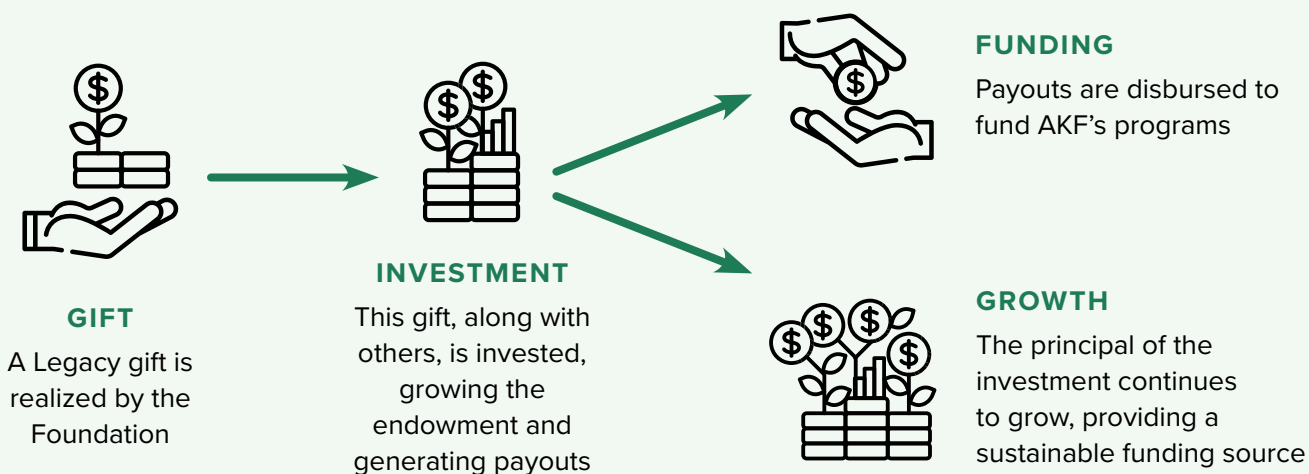 GIFT
A Legacy gift is
realized by the
Foundation
INVESTMENT
This gift, along with
others, is invested,
growing the
endowment and
generating payouts
FUNDING
Payouts are disbursed to
fund AKF’s programs
GROWTH
The principal of the
investment continues
to grow, providing a
sustainable funding source
$
$
$
$
$
$
$
$